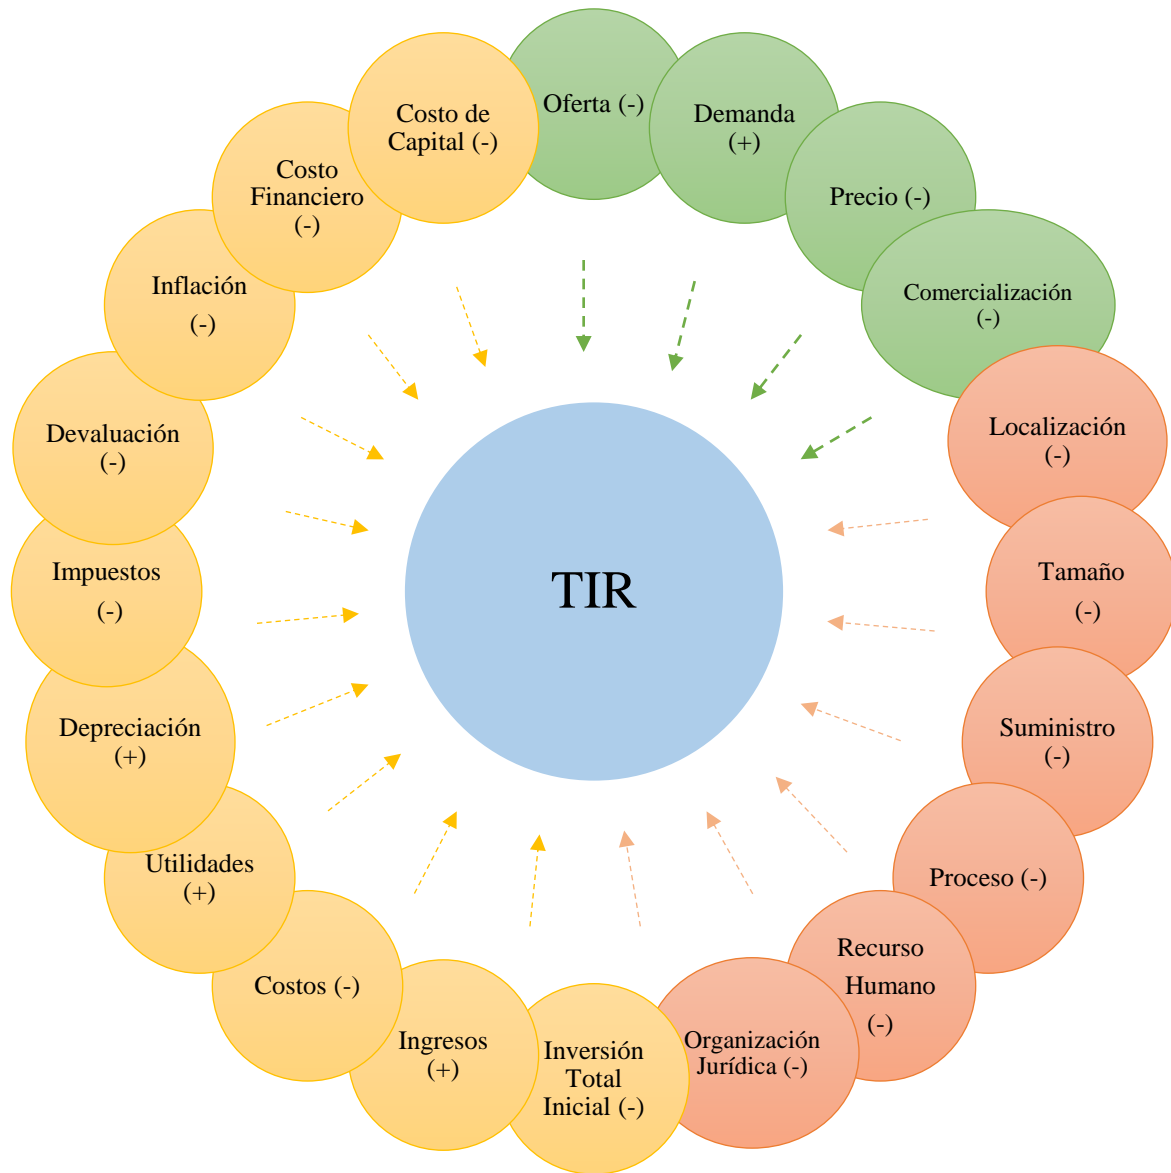 Oferta (-)
Demanda
(+)
Precio (-)
Comercialización
(-)
Localización
(-)
Tamaño
(-)
Suministro
(-)
Proceso (-)
Recurso
Humano
(-)
Organización
Jurídica (-)
Inversión
Total
Inicial (-)
Ingresos
(+)
Costos (-)
Utilidades
(+)
Depreciación
(+)
Impuestos
(-)
Devaluación
(-)
Inflación
(-)
Costo
Financiero
(-)
Costo de
Capital (-)
TIR